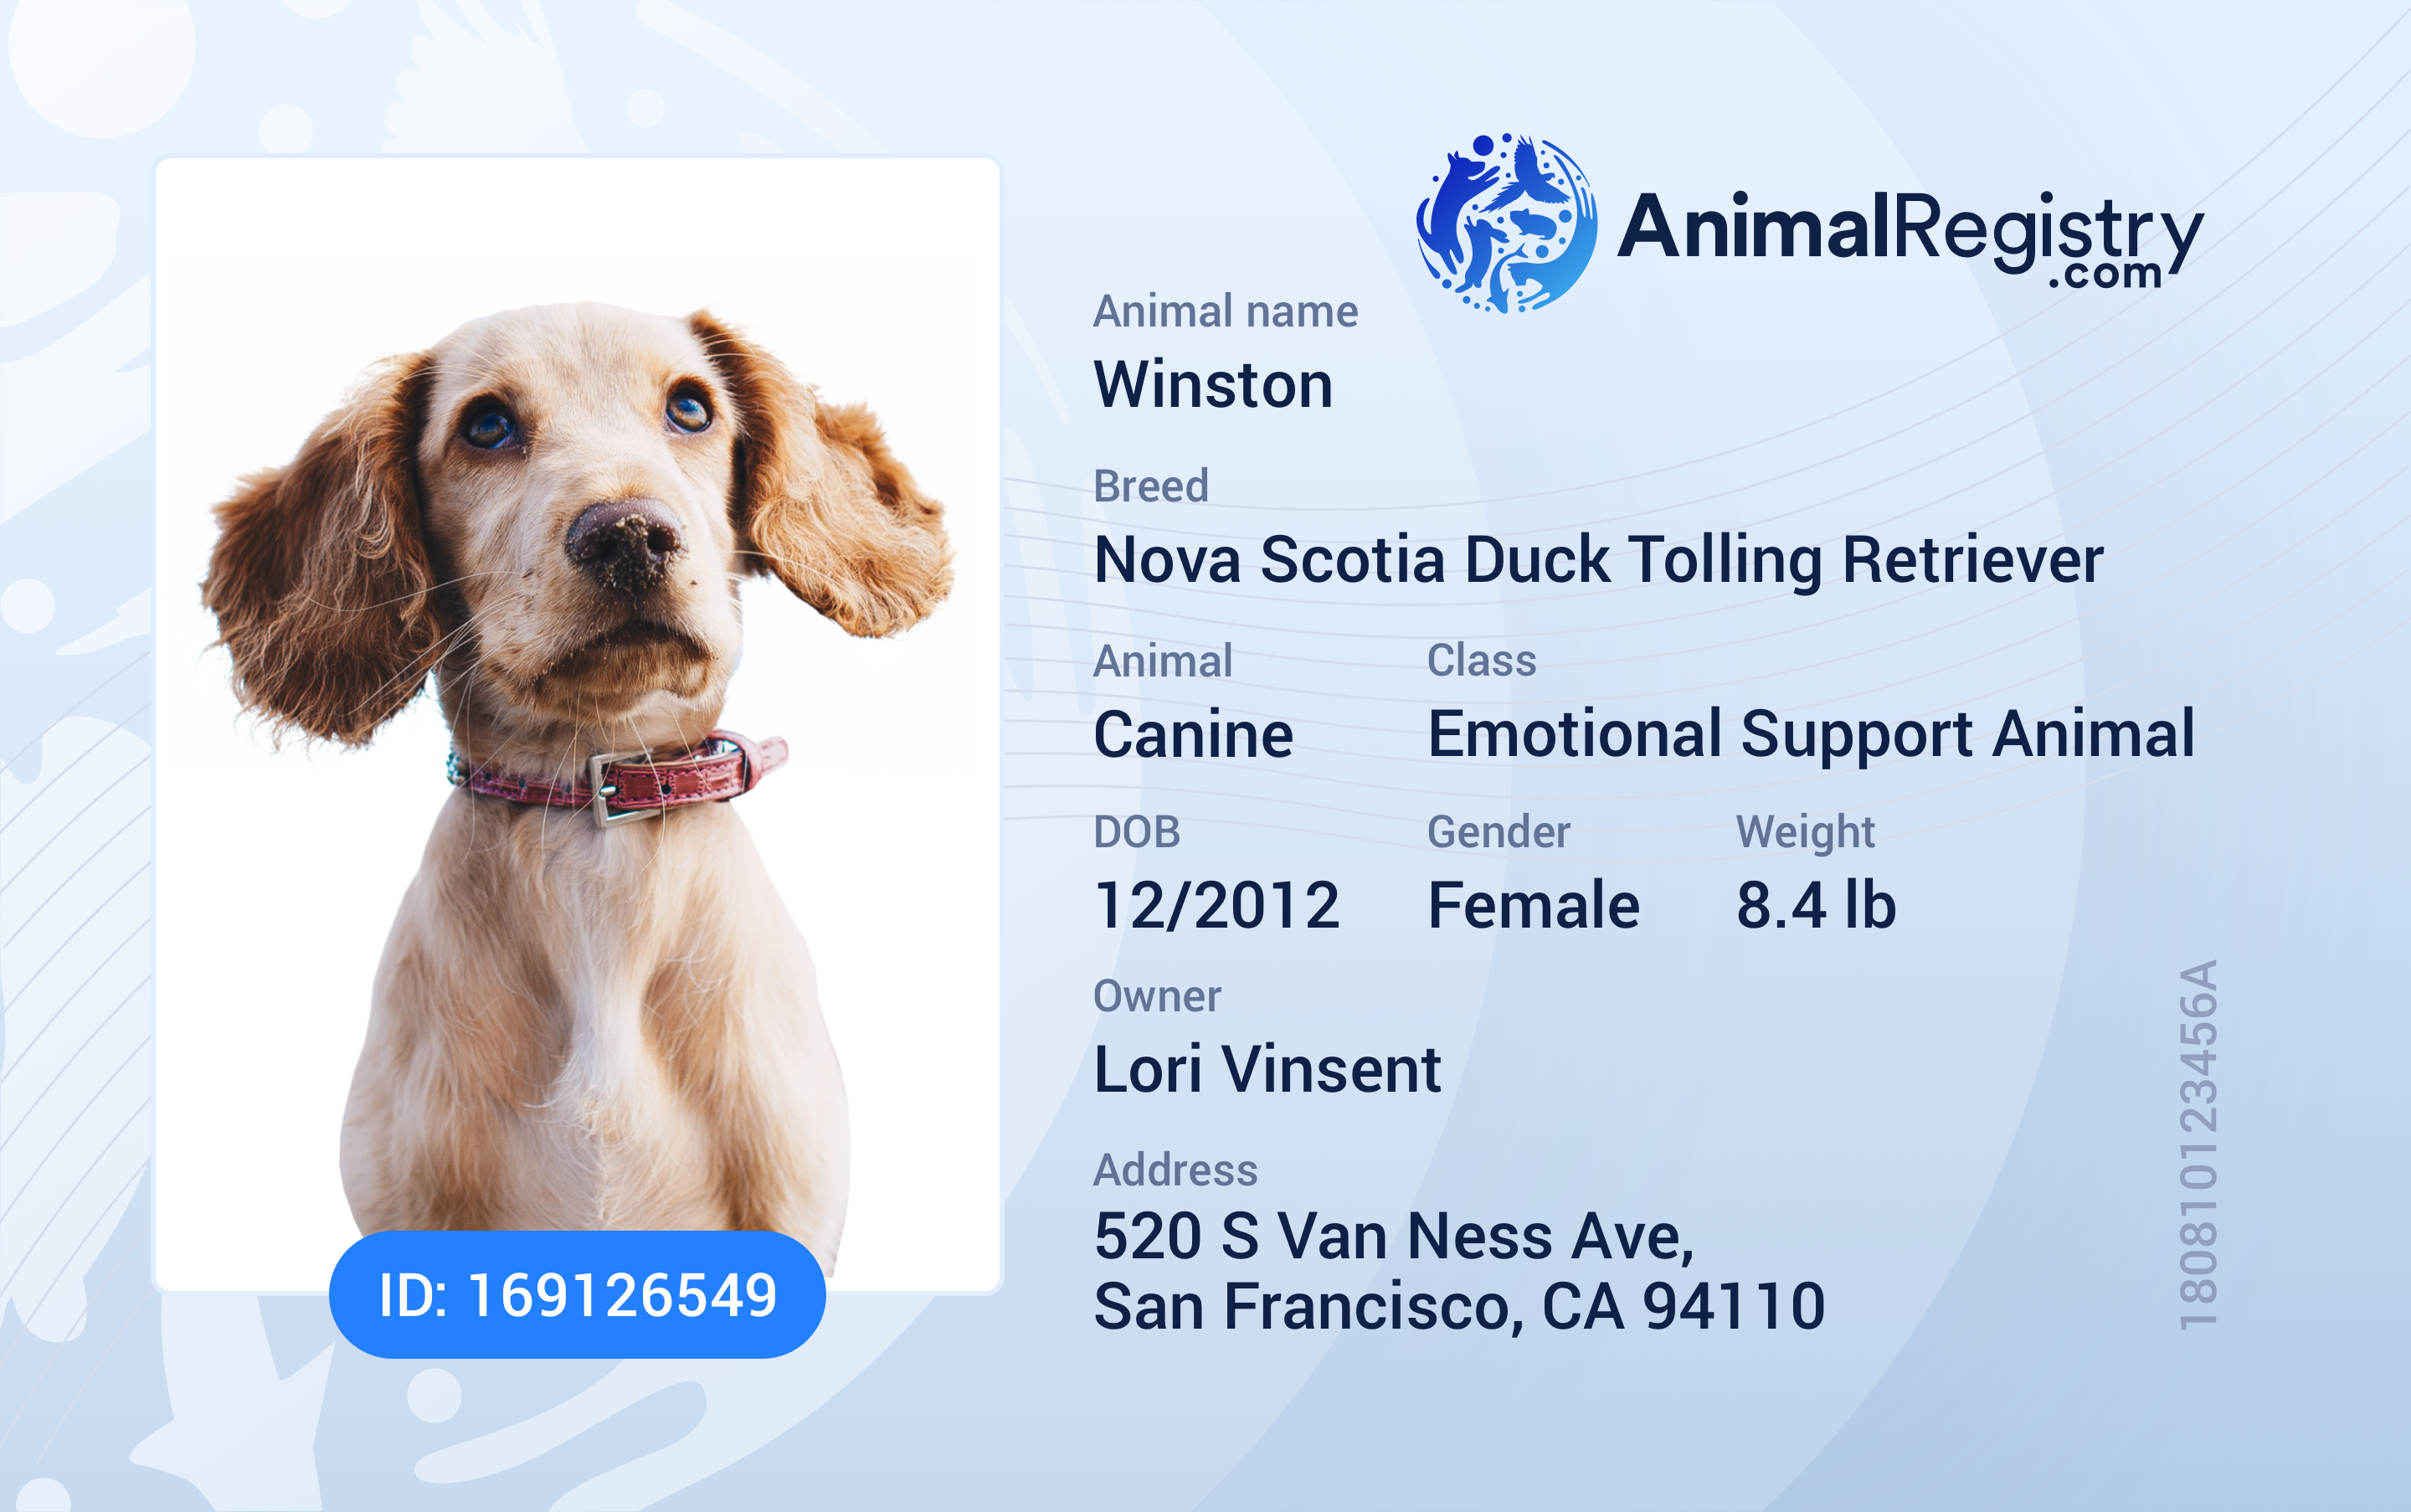 AnimalRegistry
.com
Animal name
Winston
Breed
Nova Scotia Duck Tolling Retriever
Animal Class
Canine Emotional Support Animal
DOB Gender Weight
12/2012 Female 8.4 lb
Owner
Lori Vinsent
Address
520 S Van Ness Ave,
San Francisco, CA 94110
ID: 169126549
1808101123456A